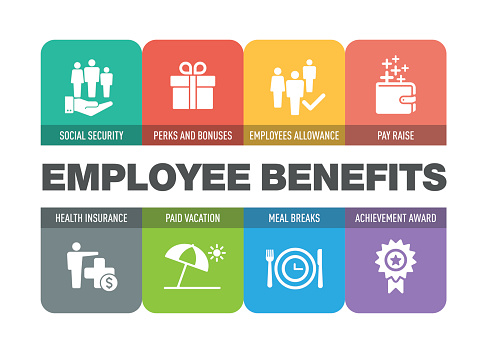 SOCIAL SECURITY
PERKS AND BONUSES
EMPLOYEES ALLOWANCE
PAY RAISE
EMPLOYEE BENEFITS
HEALTH INSURANCE
PAID VACATION
MEAL BREAKS
ACHIEVEMENT AWARD
$